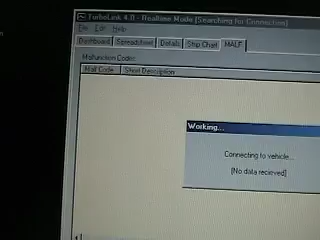 TurboLink 4.0 - Realtime Mode [Searching for Connection]
File Edit Help
Dashboard Spreadsheet Details Strip Chart MALF
Malfunction Codes:
Malf Code Short Description
Working...
Connecting to vehicle...
[No data recieved]